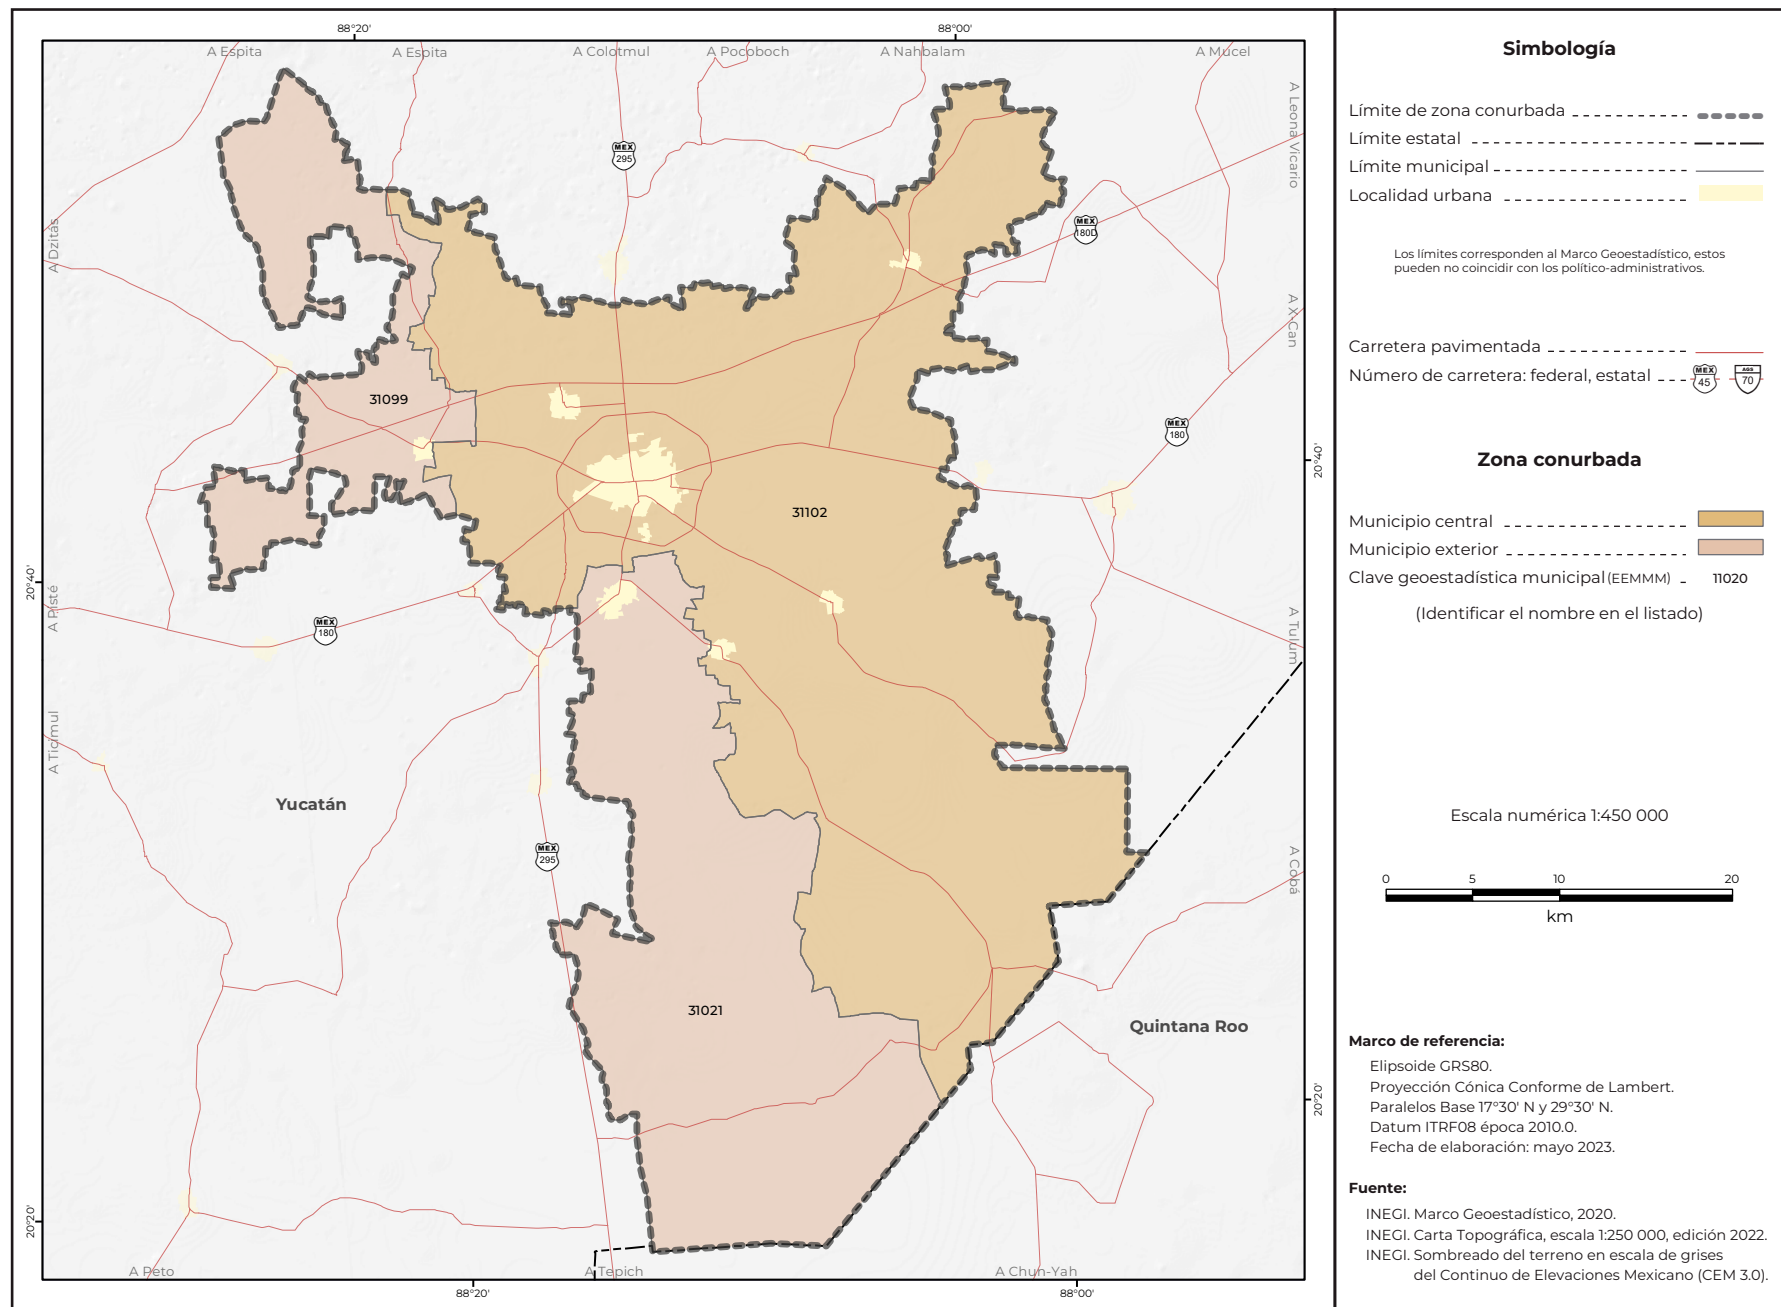 88°20'
88°00'
A Espita
A Espita
A Colotmul
A Pocoboch
A Nahbalam
A Mucel
A Leona Vicario
MEX
295
MEX
180D
A Dzitas
A X-Can
31099
MEX
180
20°40'
31102
20°40'
A Pisté
MEX
180
A Tulum
A Ticimul
Yucatán
MEX
295
A Cobá
31021
Quintana Roo
20°20'
20°20'
A Peto
A Tepich
A Chun-Yah
88°20'
88°00'
Simbología
Límite de zona conurbada
Límite estatal
Límite municipal
Localidad urbana
Los límites corresponden al Marco Geoestadístico, estos
pueden no coincidir con los político-administrativos.
Carretera pavimentada
Número de carretera: federal, estatal
MEX
45
AGS
70
Zona conurbada
Municipio central
Municipio exterior
Clave geoestadística municipal (EEMMM) 11020
(Identificar el nombre en el listado)
Escala numérica 1:450 000
0 5 10 20
km
Marco de referencia:
Elipsoide GRS80.
Proyección Cónica Conforme de Lambert.
Paralelos Base 17°30' N y 29°30' N.
Datum ITRF08 época 2010.0.
Fecha de elaboración: mayo 2023.
Fuente:
INEGI. Marco Geoestadístico, 2020.
INEGI. Carta Topográfica, escala 1:250 000, edición 2022.
INEGI. Sombreado del terreno en escala de grises
del Continuo de Elevaciones Mexicano (CEM 3.0).